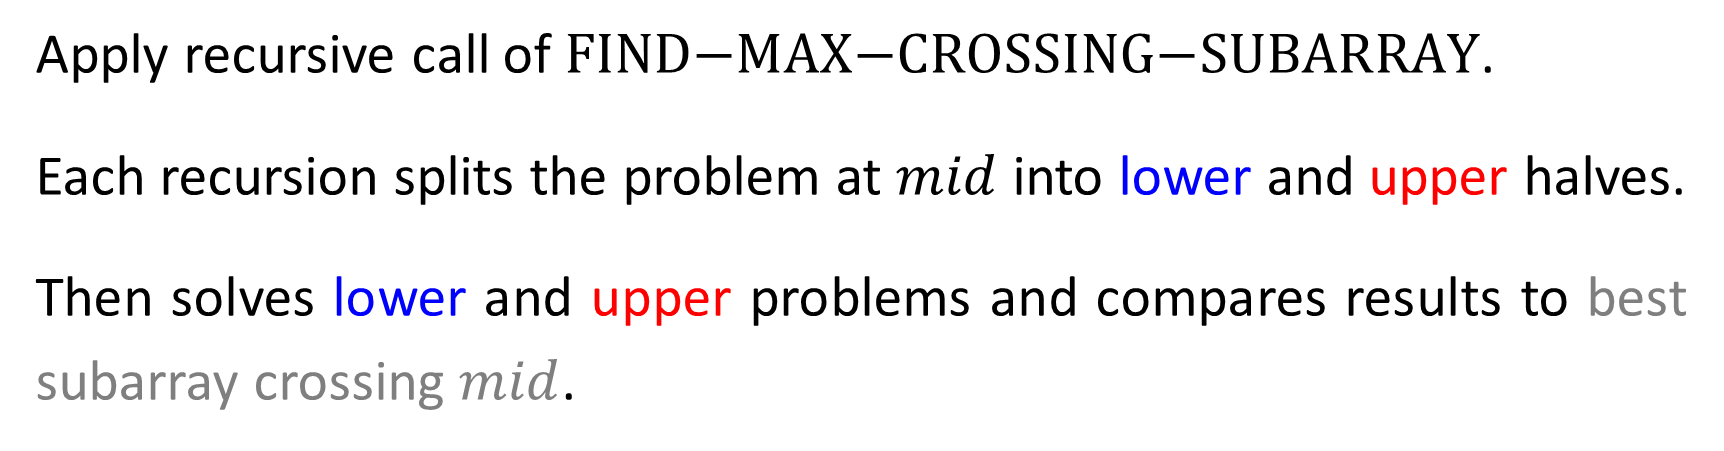 Apply recursive call of FIND−MAX−CROSSING−SUBARRAY.
Each recursion splits the problem at mid into lower and upper halves.
Then solves lower and upper problems and compares results to best
subarray crossing mid.